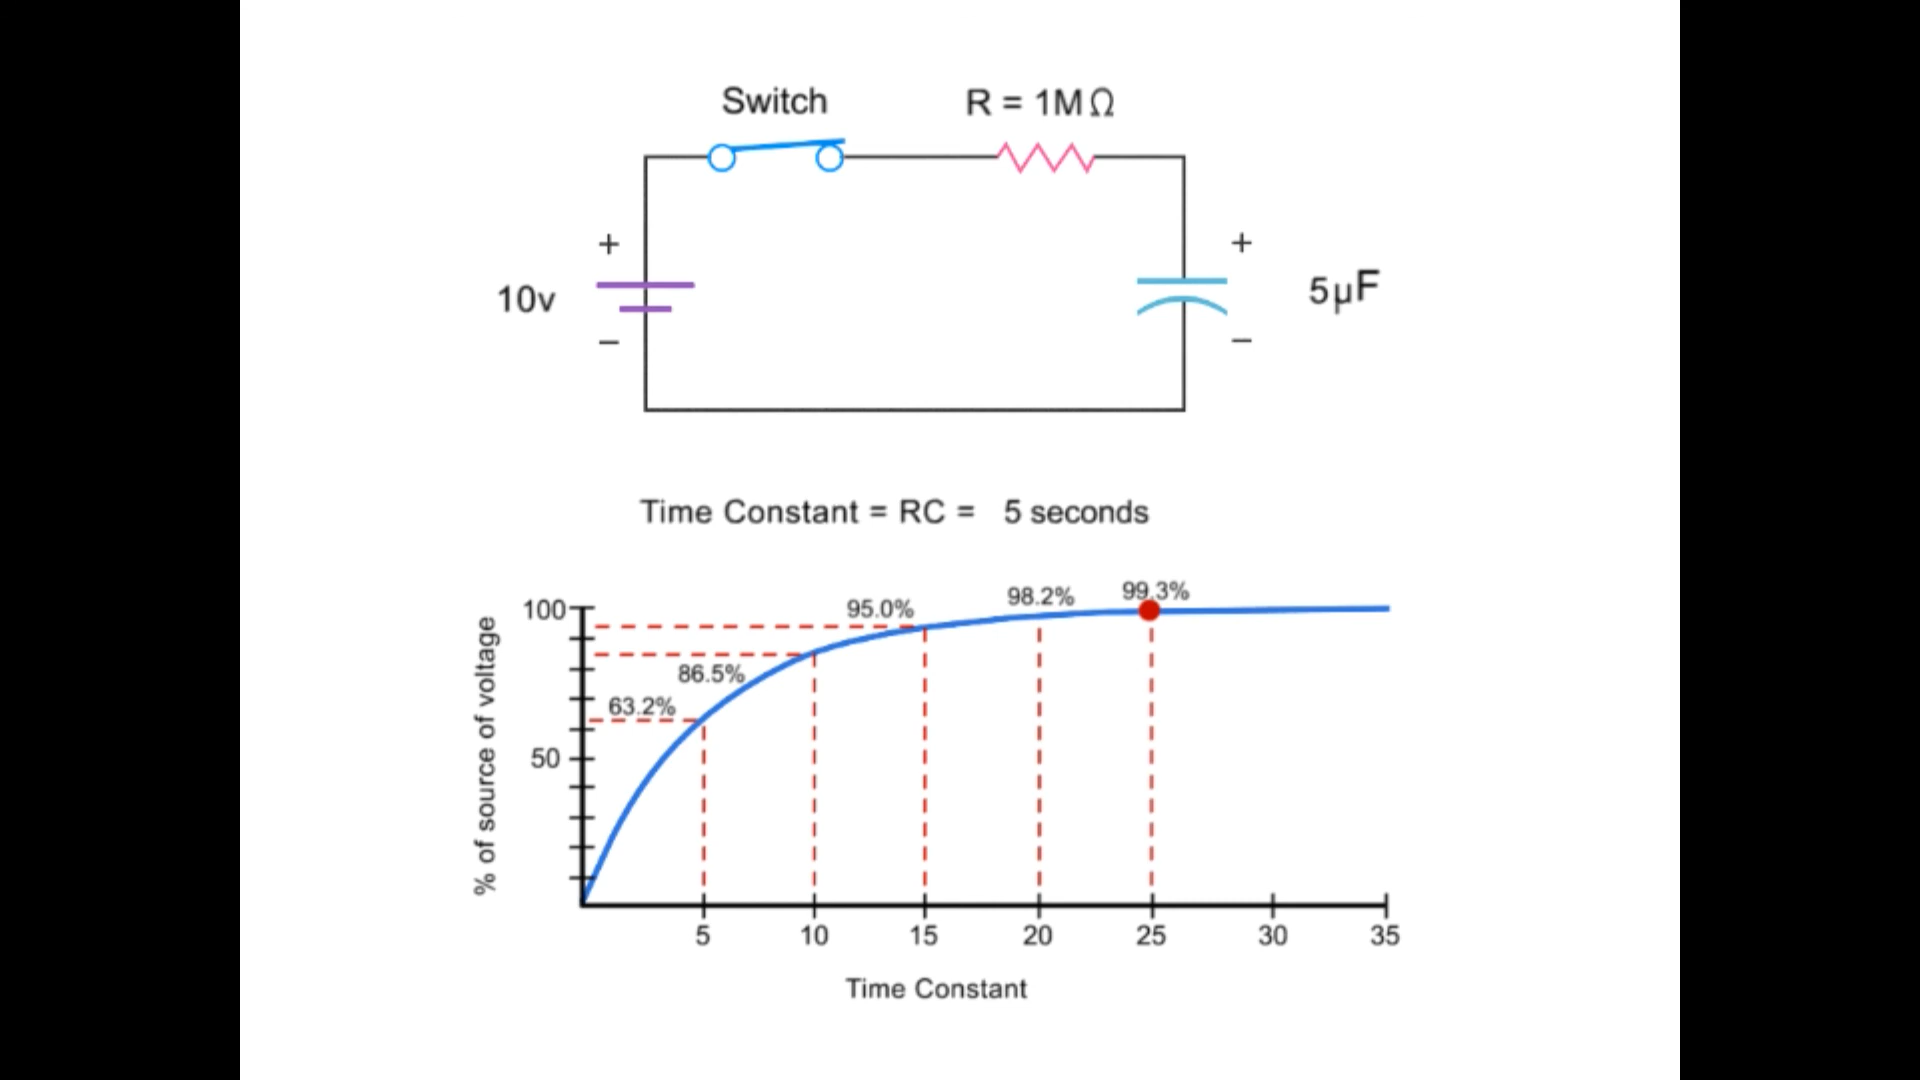 Switch
R = 1MΩ
+
+
10v
5µF
−
−
Time Constant = RC = 5 seconds
% of source of voltage
100
50
63.2%
86.5%
95.0%
98.2%
99.3%
5 10 15 20 25 30 35
Time Constant